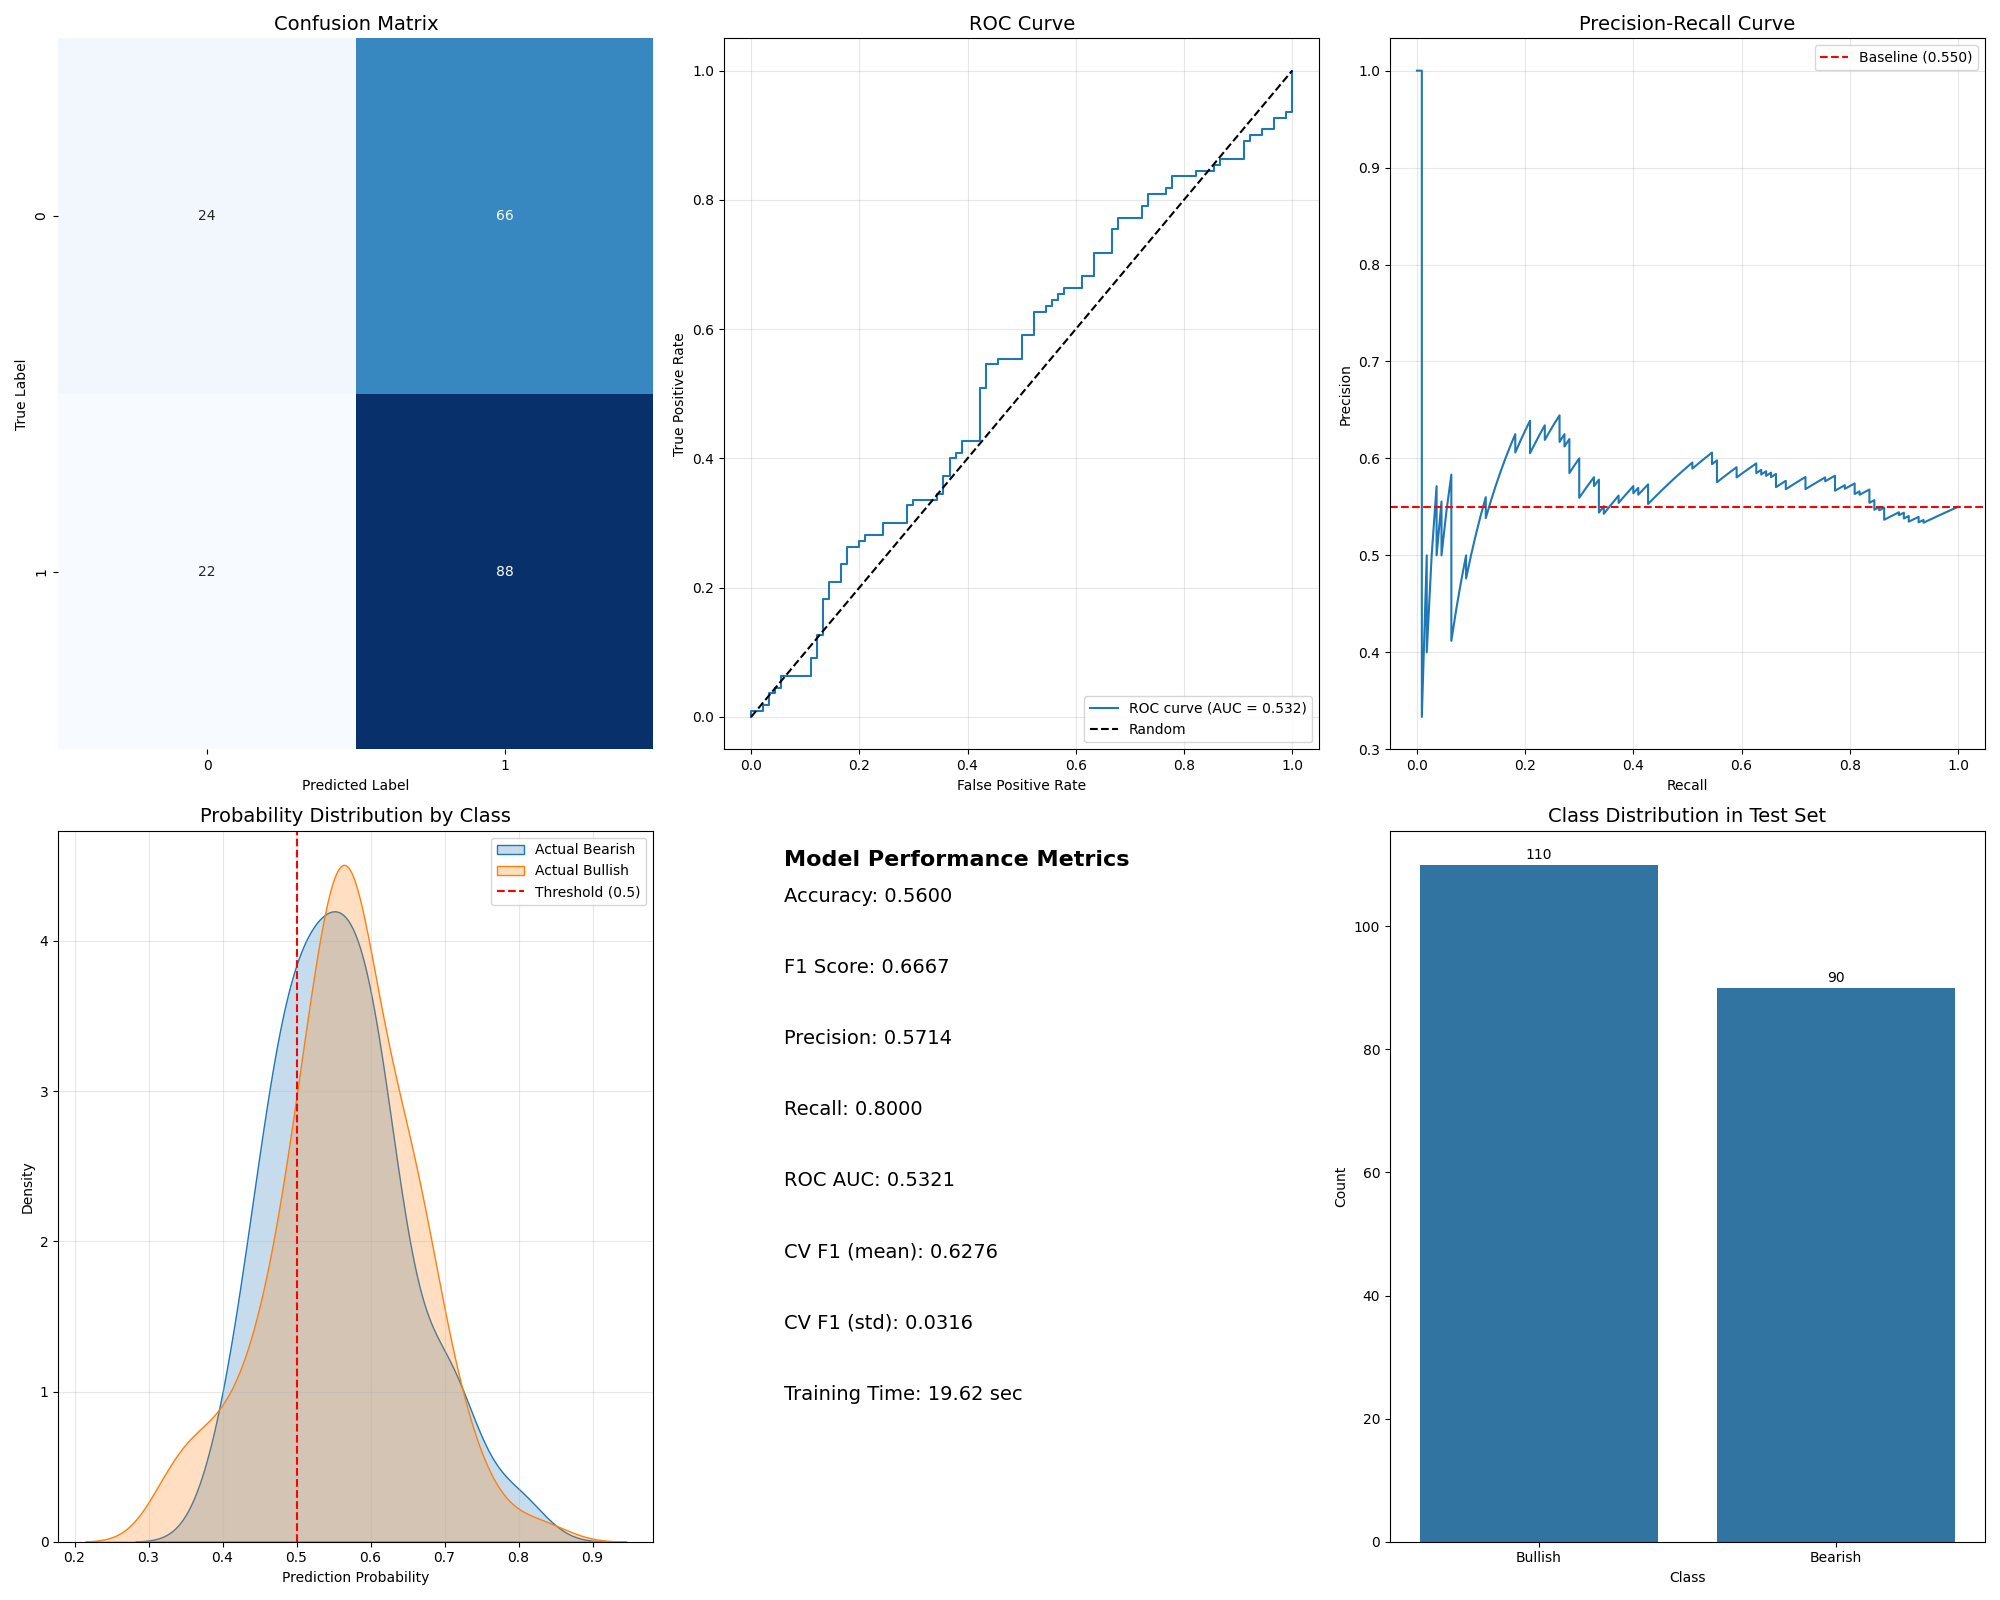 Confusion Matrix
24
66
22
88
0
1
True Label
0
1
Predicted Label
ROC Curve
1.0
0.8
0.6
0.4
0.2
0.0
True Positive Rate
ROC curve (AUC = 0.532)
Random
0.0
0.2
0.4
0.6
0.8
1.0
False Positive Rate
Precision-Recall Curve
Baseline (0.550)
1.0
0.9
0.8
0.7
0.6
0.5
0.4
0.3
Precision
0.0
0.2
0.4
0.6
0.8
1.0
Recall
Probability Distribution by Class
Actual Bearish
Actual Bullish
Threshold (0.5)
4
3
2
1
0
Density
0.2
0.3
0.4
0.5
0.6
0.7
0.8
0.9
Prediction Probability
Model Performance Metrics
Accuracy: 0.5600
F1 Score: 0.6667
Precision: 0.5714
Recall: 0.8000
ROC AUC: 0.5321
CV F1 (mean): 0.6276
CV F1 (std): 0.0316
Training Time: 19.62 sec
Class Distribution in Test Set
110
90
100
80
60
40
20
0
Count
Bullish
Bearish
Class